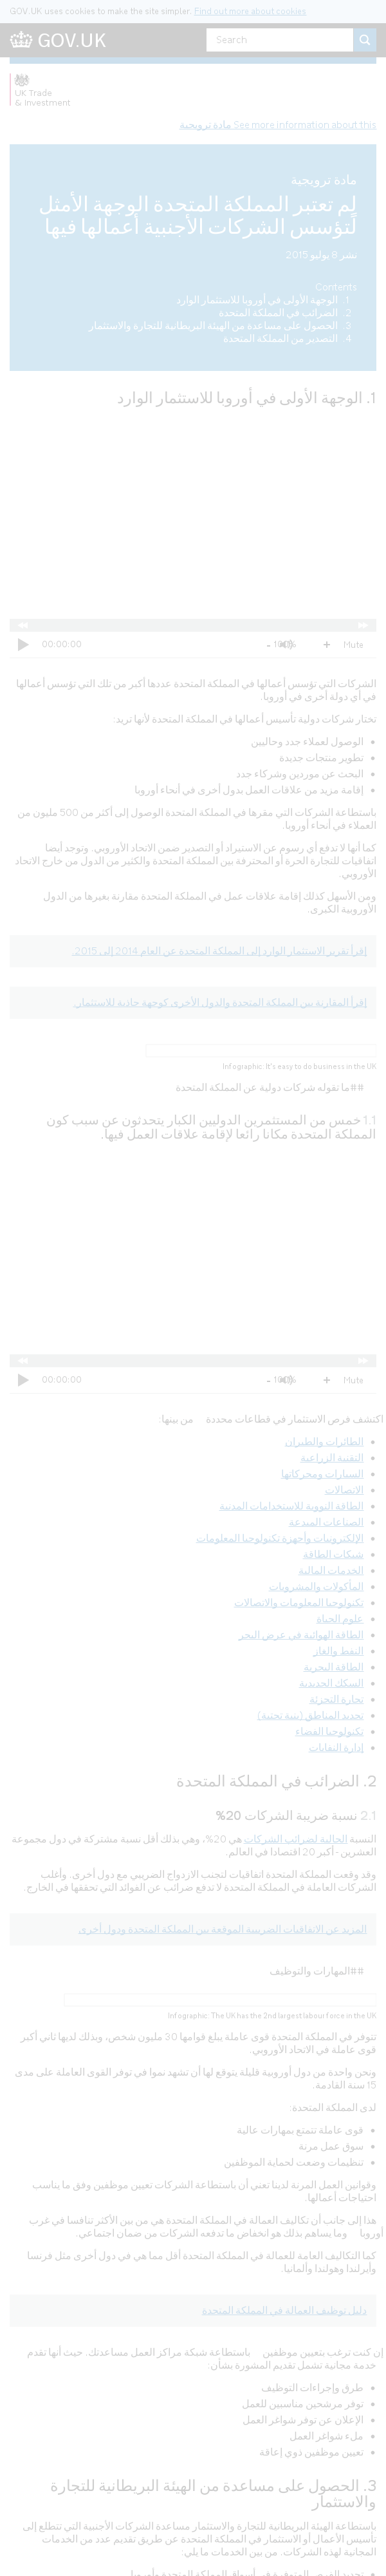 GOV.UK uses cookies to make the site simpler. Find out more about cookies
GOV.UK
Search
UK Trade
& Investment
See more information about this مادة ترويجية
مادة ترويجية
لم تعتبر المملكة المتحدة الوجهة الأمثل
لتؤسس الشركات الأجنبية أعمالها فيها
نشر 8 يوليو 2015
Contents
1. الوجهة الأولى في أوروبا للاستثمار الوارد
2. الضرائب في المملكة المتحدة
3. الحصول على مساعدة من الهيئة البريطانية للتجارة والاستثمار
4. التصدير من المملكة المتحدة
1. الوجهة الأولى في أوروبا للاستثمار الوارد
00:00:00
- 100% + Mute
الشركات التي تؤسس أعمالها في المملكة المتحدة عددها أكبر من تلك التي تؤسس أعمالها
في أي دولة أخرى في أوروبا.
تختار شركات دولية تأسيس أعمالها في المملكة المتحدة لأنها تريد:
• الوصول لعملاء جدد وحاليين
• تطوير منتجات جديدة
• البحث عن موردين وشركاء جدد
• إقامة مزيد من علاقات العمل بدول أخرى في أنحاء أوروبا
باستطاعة الشركات التي مقرها في المملكة المتحدة الوصول إلى أكثر من 500 مليون من
العملاء في أنحاء أوروبا.
كما أنها لا تدفع أي رسوم عن الاستيراد أو التصدير ضمن الاتحاد الأوروبي. وتوجد أيضا
اتفاقيات للتجارة الحرة أو المحترفة بين المملكة المتحدة والكثير من الدول من خارج الاتحاد
الأوروبي.
ومن الأسهل كذلك إقامة علاقات عمل في المملكة المتحدة مقارنة بغيرها من الدول
الأوروبية الكبرى.
إقرأ تقرير الاستثمار الوارد إلى المملكة المتحدة عن العام 2014 إلى 2015.
إقرأ المقارنة بين المملكة المتحدة والدول الأخرى كوجهة جاذبة للاستثمار.
Infographic: It's easy to do business in the UK
##ما تقوله شركات دولية عن المملكة المتحدة
1.1 خمس من المستثمرين الدوليين الكبار يتحدثون عن سبب كون
المملكة المتحدة مكانا رائعا لإقامة علاقات العمل فيها.
00:00:00
- 100% + Mute
اكتشف فرص الاستثمار في قطاعات محددة من بينها:
• الطائرات والطيران
• التقنية الزراعية
• السيارات ومحركاتها
• الاتصالات
• الطاقة النووية للاستخدامات المدنية
• الصناعات المبدعة
• الإلكترونيات وأجهزة تكنولوجيا المعلومات
• شبكات الطاقة
• الخدمات المالية
• المأكولات والمشروبات
• تكنولوجيا المعلومات والاتصالات
• علوم الحياة
• الطاقة الهوائية في عرض البحر
• النفط والغاز
• الطاقة البحرية
• السكك الحديدية
• تجارة التجزئة
• تجديد المناطق (بنية تحتية)
• تكنولوجيا الفضاء
• إدارة النفايات
2. الضرائب في المملكة المتحدة
2.1 نسبة ضريبة الشركات 20%
النسبة الحالية لضرائب الشركات هي 20%، وهي بذلك أقل نسبة مشتركة في دول مجموعة
العشرين - أكبر 20 اقتصادا في العالم.
وقد وقعت المملكة المتحدة اتفاقيات لتجنب الازدواج الضريبي مع دول أخرى. وأغلب
الشركات العاملة في المملكة المتحدة لا تدفع ضرائب عن الفوائد التي تحققها في الخارج.
المزيد عن الاتفاقيات الضريبية الموقعة بين المملكة المتحدة ودول أخرى
##المهارات والتوظيف
Infographic: The UK has the 2nd largest labour force in the UK
تتوفر في المملكة المتحدة قوى عاملة يبلغ قوامها 30 مليون شخص، وبذلك لديها ثاني أكبر
قوى عاملة في الاتحاد الأوروبي.
ونحن واحدة من دول أوروبية قليلة يتوقع لها أن تشهد نموا في توفر القوى العاملة على مدى
15 سنة القادمة.
لدى المملكة المتحدة:
• قوى عاملة تتمتع بمهارات عالية
• سوق عمل مرنة
• تنظيمات وضعت لحماية الموظفين
وقوانين العمل المرنة لدينا تعني أن باستطاعة الشركات تعيين موظفين وفق ما يناسب
احتياجات أعمالها.
هذا إلى جانب أن تكاليف العمالة في المملكة المتحدة هي من بين الأكثر تنافسا في غرب
أوروبا وما يساهم بذلك هو انخفاض ما تدفعه الشركات من ضمان اجتماعي.
كما التكاليف العامة للعمالة في المملكة المتحدة أقل مما هي في دول أخرى مثل فرنسا
وأيرلندا وهولندا وألمانيا.
دليل توظيف العمالة في المملكة المتحدة
إن كنت ترغب بتعيين موظفين باستطاعة شبكة مراكز العمل مساعدتك. حيث أنها تقدم
خدمة مجانية تشمل تقديم المشورة بشأن:
• طرق وإجراءات التوظيف
• توفر مرشحين مناسبين للعمل
• الإعلان عن توفر شواغر العمل
• ملء شواغر العمل
• تعيين موظفين ذوي إعاقة
3. الحصول على مساعدة من الهيئة البريطانية للتجارة
والاستثمار
باستطاعة الهيئة البريطانية للتجارة والاستثمار مساعدة الشركات الأجنبية التي تتطلع إلى
تأسيس الأعمال أو الاستثمار في المملكة المتحدة عن طريق تقديم عدد من الخدمات
المجانية لهذه الشركات. من بين الخدمات ما يلي: